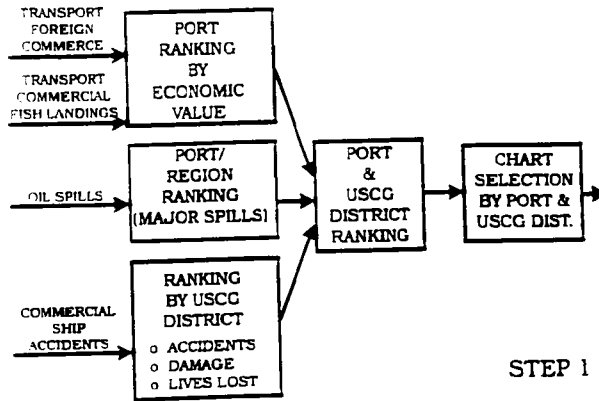 TRANSPORT
FOREIGN
COMMERCE
TRANSPORT
COMMERCIAL
FISH LANDINGS
PORT
RANKING
BY
ECONOMIC
VALUE
OIL SPILLS
PORT/
REGION
RANKING
(MAJOR SPILLS)
COMMERCIAL
SHIP
ACCIDENTS
RANKING
BY USCG
DISTRICT
o ACCIDENTS
o DAMAGE
o LIVES LOST
PORT
&
USCG
DISTRICT
RANKING
CHART
SELECTION
BY PORT &
USCG DIST.
STEP 1